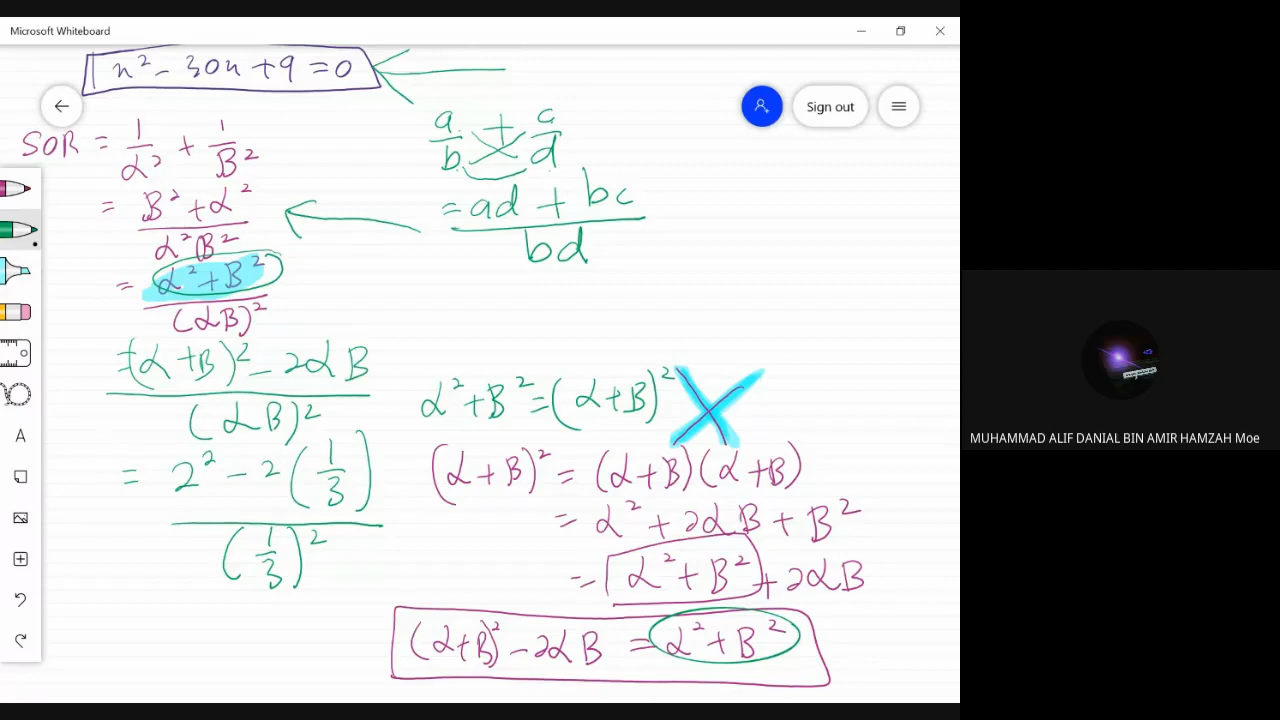 Microsoft Whiteboard
x² - 30x + 9 = 0
Sign out
SOR = 1/α² + 1/β²
= β² + α² / α²β²
= α² + β² / (αβ)²
= (α + β)² - 2αβ / (αβ)²
= 2² - 2(1/3) / (1/3)²
a/b + c/d
= ad + bc / bd
α² + β² = (α + β)²
(α + β)² = (α + β)(α + β)
= α² + 2αβ + β²
= α² + β² + 2αβ
(α + β)² - 2αβ = α² + β²
MUHAMMAD ALIF DANIAL BIN AMIR HAMZAH Moe